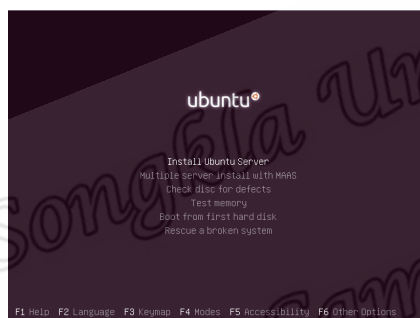 ubuntu
Install Ubuntu Server
Multiple server install with MAAS
Check disc for defects
Test memory
Boot from first hard disk
Rescue a broken system
F1 Help F2 Language F3 Keymap F4 Modes F5 Accessibility F6 Other Options
Songkla